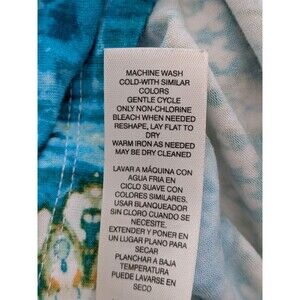 MACHINE WASH
COLD-WITH SIMILAR
COLORS
GENTLE CYCLE
ONLY NON-CHLORINE
BLEACH WHEN NEEDED
RESHAPE, LAY FLAT TO
DRY
WARM IRON AS NEEDED
MAY BE DRY CLEANED
LAVAR A MÁQUINA CON
AGUA FRIA EN
CICLO SUAVE CON
COLORES SIMILARES.
USAR BLANQUEADOR
SIN CLORO CUANDO SE
NECESITE.
EXTENDER Y PONER EN
UN LUGAR PLANO PARA
SECAR
PLANCHAR A BAJA
TEMPERATURA
PUEDE LAVARSE EN
SECO